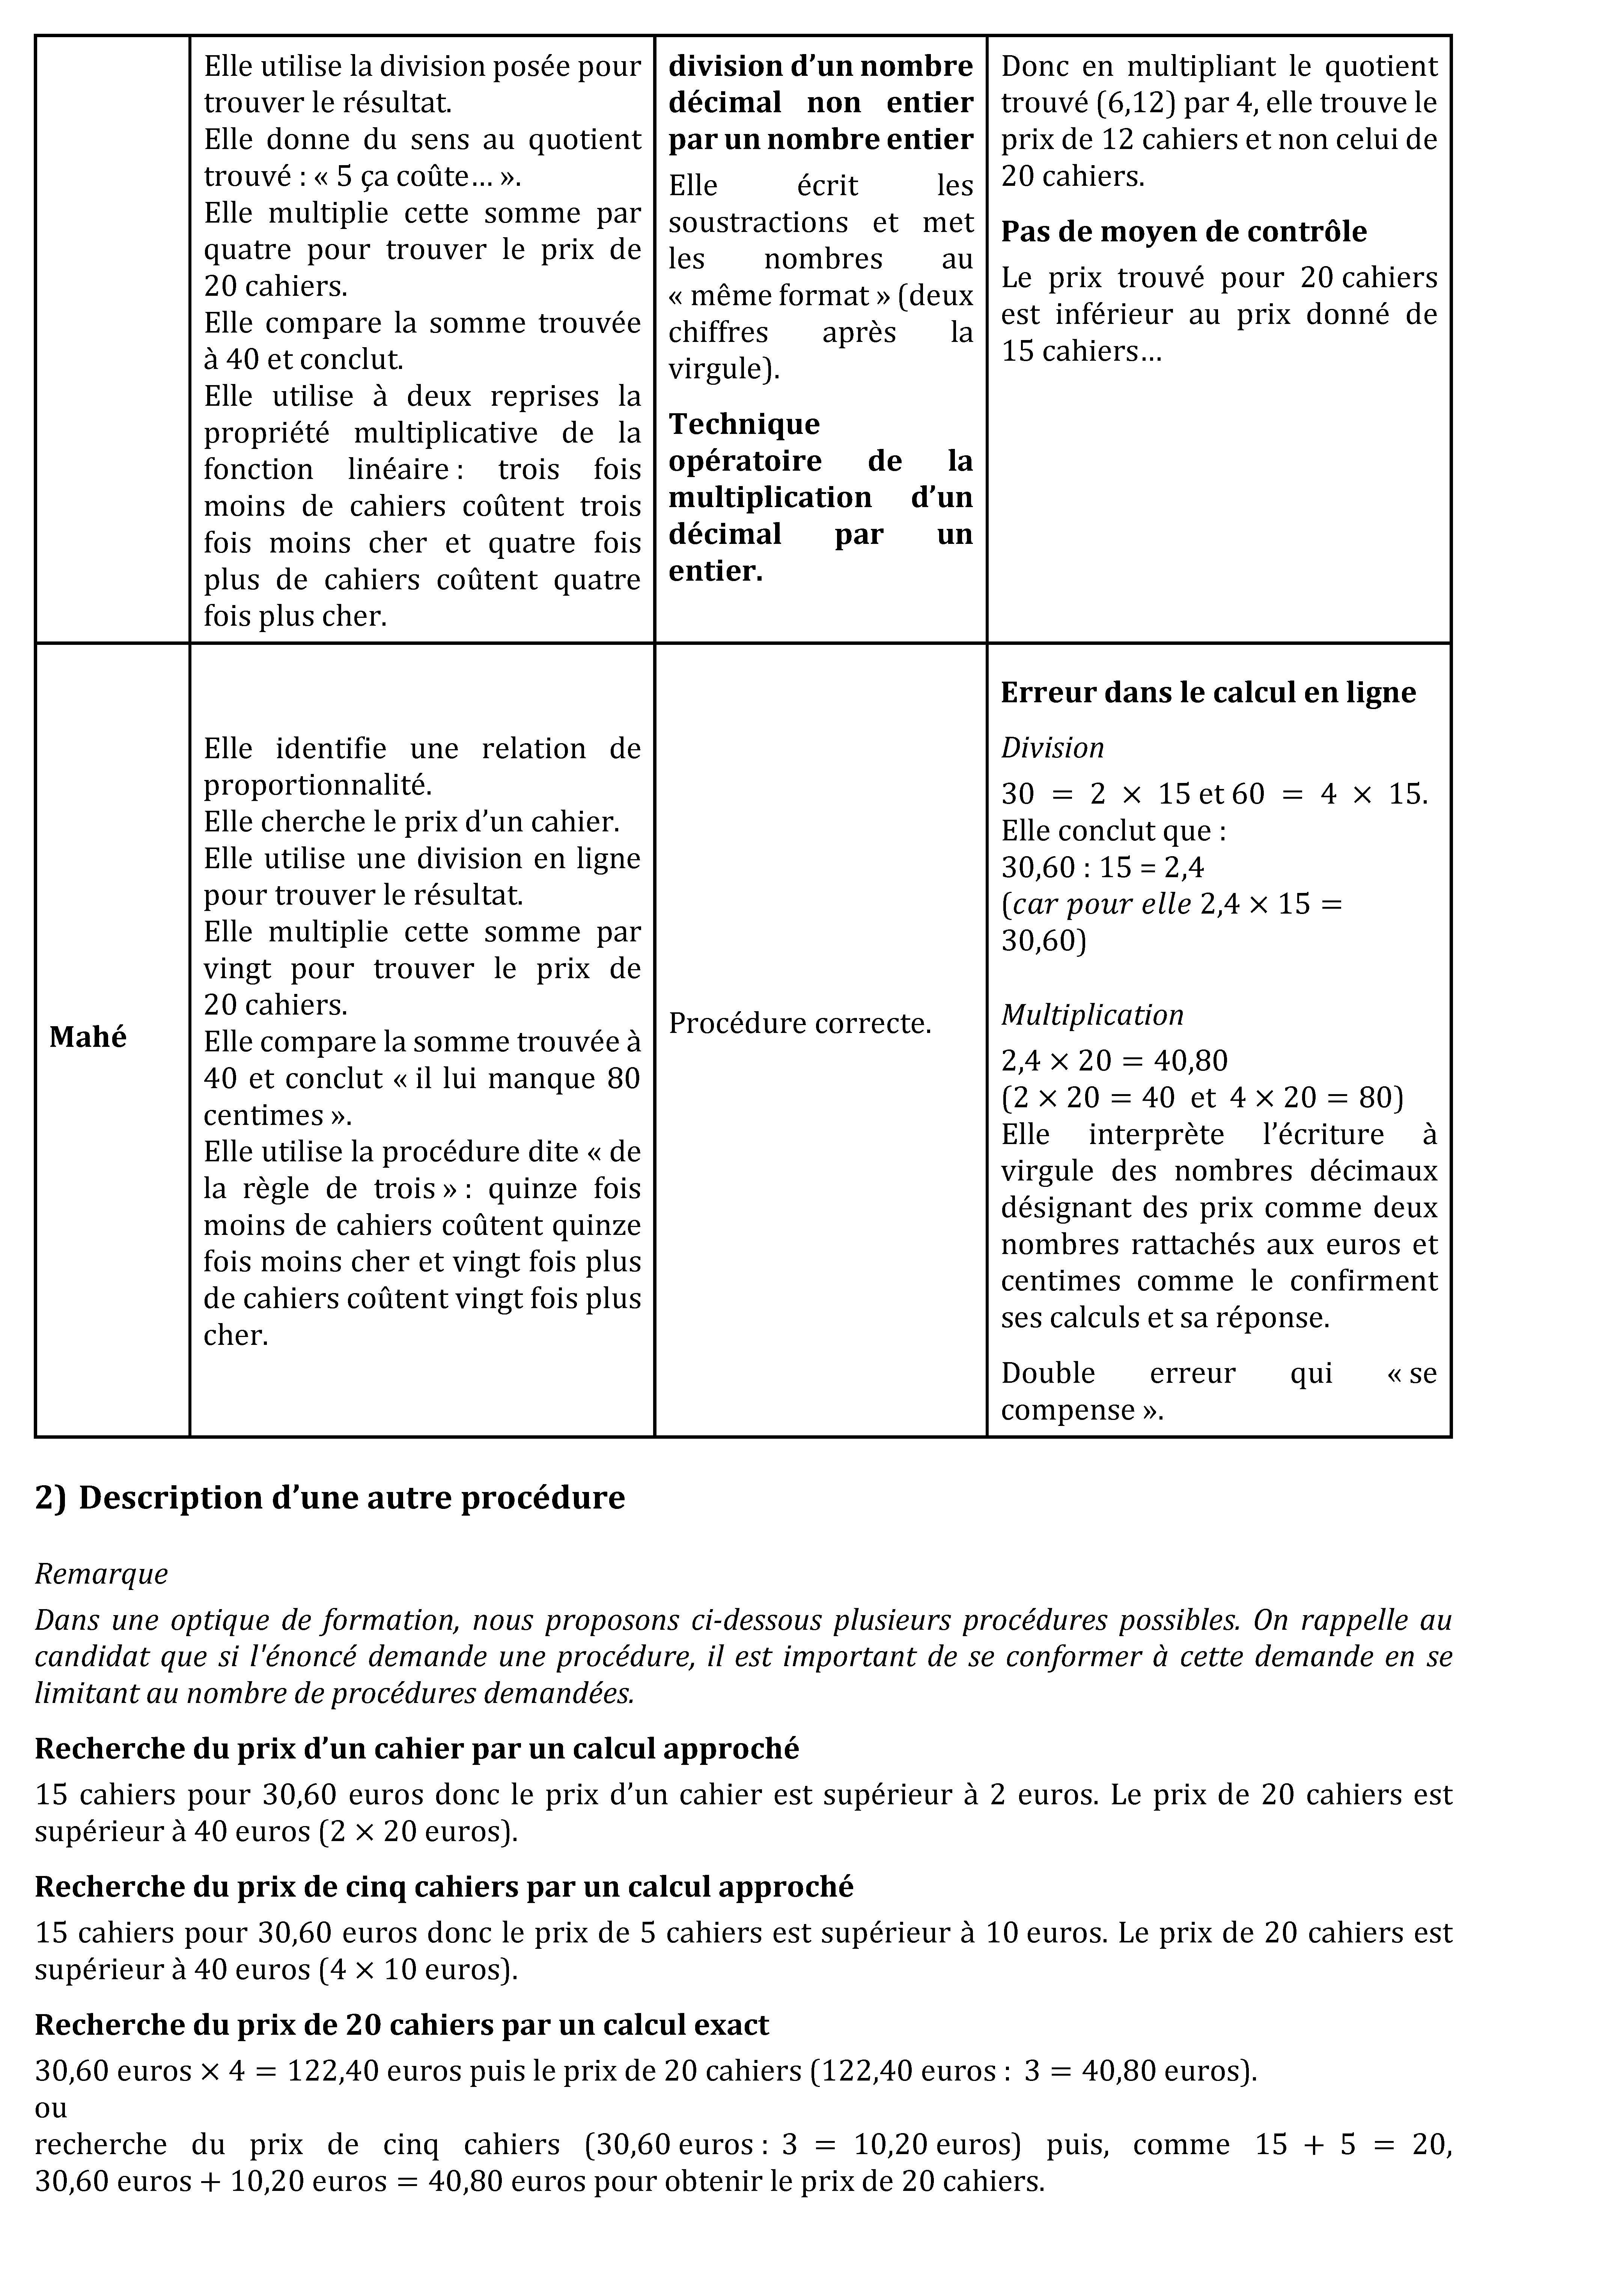 Elle utilise la division posée pour
trouver le résultat.
Elle donne du sens au quotient
trouvé : « 5 ça coûte… ».
Elle multiplie cette somme par
quatre pour trouver le prix de
20 cahiers.
Elle compare la somme trouvée
à 40 et conclut.
Elle utilise à deux reprises la
propriété multiplicative de la
fonction linéaire : trois fois
moins de cahiers coûtent trois
fois moins cher et quatre fois
plus de cahiers coûtent quatre
fois plus cher.
division d’un nombre
décimal non entier
par un nombre entier
Elle écrit les
soustractions et met
les nombres au
« même format » (deux
chiffres après la
virgule).
Technique
opératoire de la
multiplication d’un
décimal par un
entier.
Donc en multipliant le quotient
trouvé (6,12) par 4, elle trouve le
prix de 12 cahiers et non celui de
20 cahiers.
Pas de moyen de contrôle
Le prix trouvé pour 20 cahiers
est inférieur au prix donné de
15 cahiers…
Mahé
Elle identifie une relation de
proportionnalité.
Elle cherche le prix d’un cahier.
Elle utilise une division en ligne
pour trouver le résultat.
Elle multiplie cette somme par
vingt pour trouver le prix de
20 cahiers.
Elle compare la somme trouvée à
40 et conclut « il lui manque 80
centimes ».
Elle utilise la procédure dite « de
la règle de trois » : quinze fois
moins de cahiers coûtent quinze
fois moins cher et vingt fois plus
de cahiers coûtent vingt fois plus
cher.
Procédure correcte.
Erreur dans le calcul en ligne
Division
30 = 2 × 15 et 60 = 4 × 15.
Elle conclut que :
30,60 : 15 = 2,4
(car pour elle 2,4 × 15 =
30,60)
Multiplication
2,4 × 20 = 40,80
(2 × 20 = 40 et 4 × 20 = 80)
Elle interprète l’écriture à
virgule des nombres décimaux
désignant des prix comme deux
nombres rattachés aux euros et
centimes comme le confirment
ses calculs et sa réponse.
Double erreur qui « se
compense ».
2) Description d’une autre procédure
Remarque
Dans une optique de formation, nous proposons ci-dessous plusieurs procédures possibles. On rappelle au
candidat que si l'énoncé demande une procédure, il est important de se conformer à cette demande en se
limitant au nombre de procédures demandées.
Recherche du prix d’un cahier par un calcul approché
15 cahiers pour 30,60 euros donc le prix d’un cahier est supérieur à 2 euros. Le prix de 20 cahiers est
supérieur à 40 euros (2 × 20 euros).
Recherche du prix de cinq cahiers par un calcul approché
15 cahiers pour 30,60 euros donc le prix de 5 cahiers est supérieur à 10 euros. Le prix de 20 cahiers est
supérieur à 40 euros (4 × 10 euros).
Recherche du prix de 20 cahiers par un calcul exact
30,60 euros × 4 = 122,40 euros puis le prix de 20 cahiers (122,40 euros : 3 = 40,80 euros).
ou
recherche du prix de cinq cahiers (30,60 euros : 3 = 10,20 euros) puis, comme 15 + 5 = 20,
30,60 euros + 10,20 euros = 40,80 euros pour obtenir le prix de 20 cahiers.